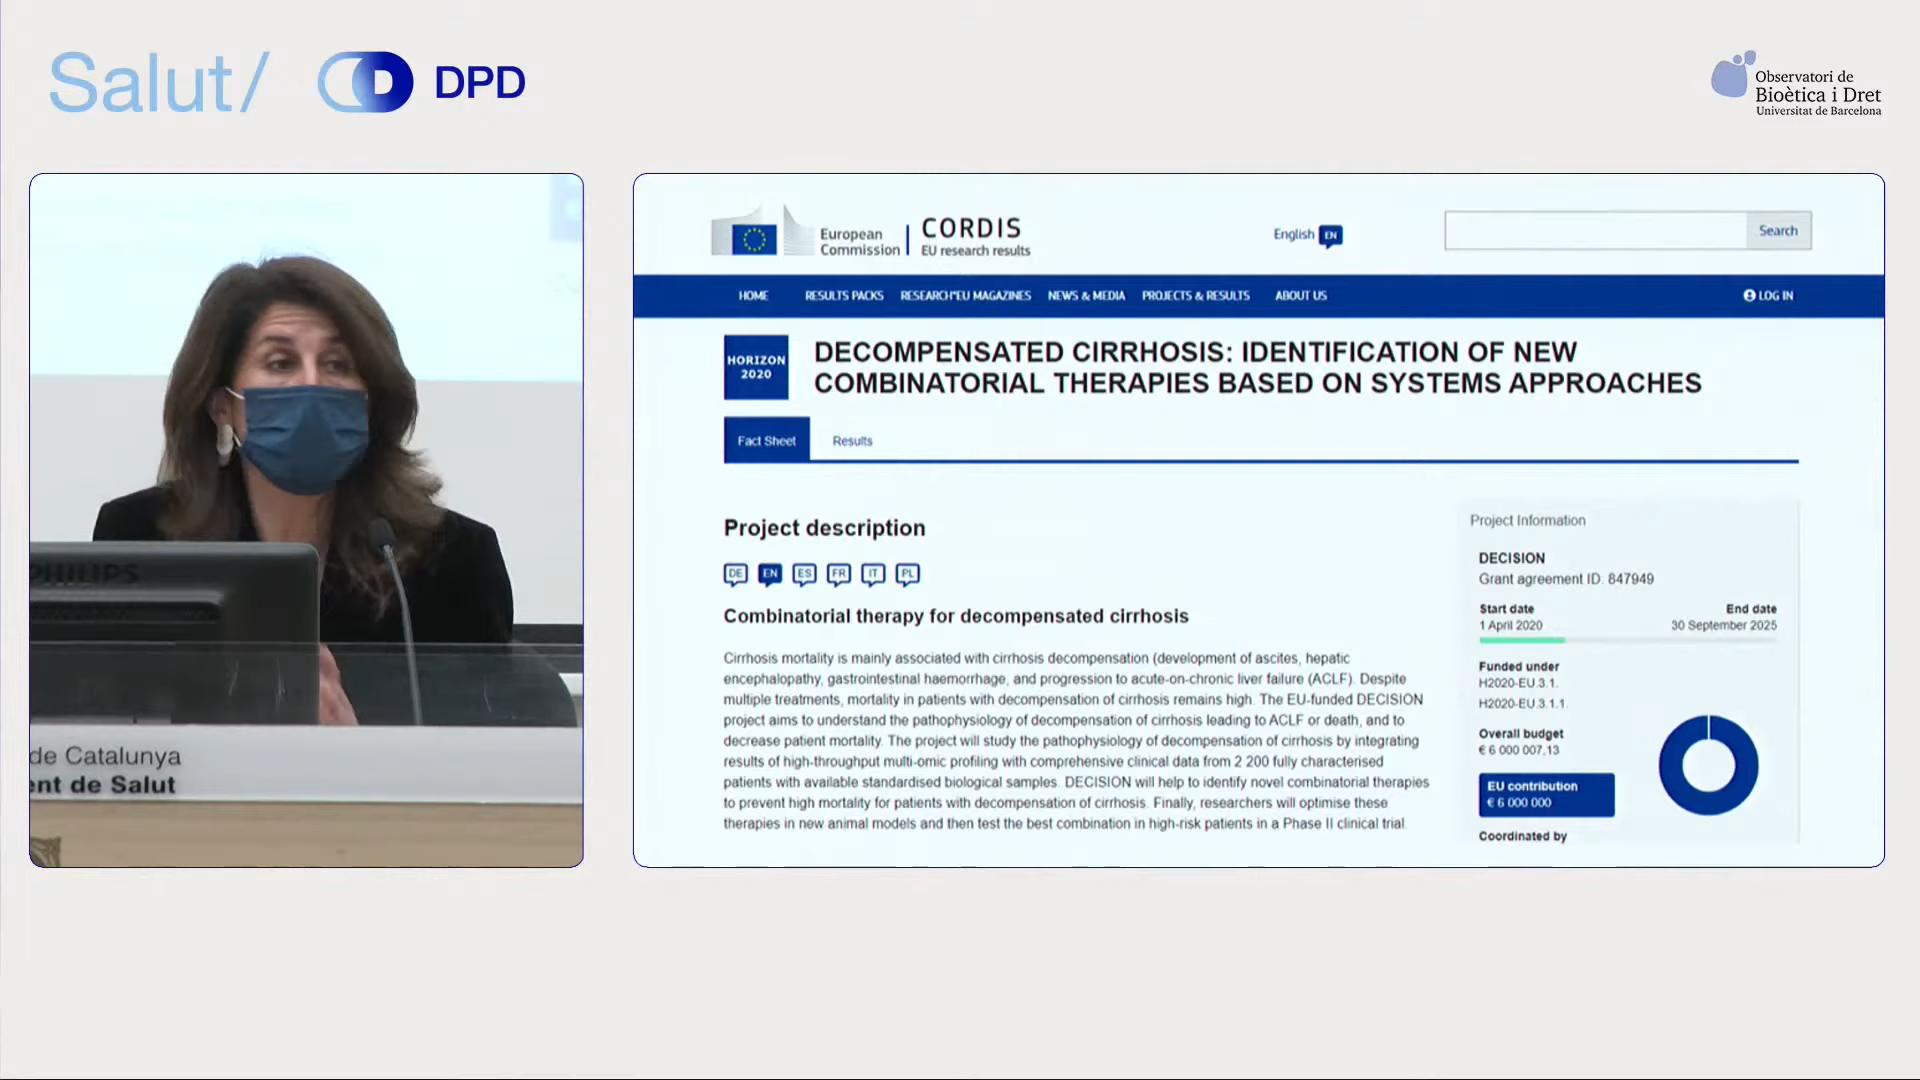 Salut/ DPD
Observatori de
Bioètica i Dret
Universitat de Barcelona
PHILIPS
de Catalunya
ent de Salut
European
Commission
CORDIS
EU research results
English EN
Search
HOME RESULTS PACKS RESEARCH*EU MAGAZINES NEWS & MEDIA PROJECTS & RESULTS ABOUT US LOG IN
HORIZON
2020
DECOMPENSATED CIRRHOSIS: IDENTIFICATION OF NEW
COMBINATORIAL THERAPIES BASED ON SYSTEMS APPROACHES
Fact Sheet Results
Project description
DE EN ES FR IT PL
Combinatorial therapy for decompensated cirrhosis
Cirrhosis mortality is mainly associated with cirrhosis decompensation (development of ascites, hepatic
encephalopathy, gastrointestinal haemorrhage, and progression to acute-on-chronic liver failure (ACLF). Despite
multiple treatments, mortality in patients with decompensation of cirrhosis remains high. The EU-funded DECISION
project aims to understand the pathophysiology of decompensation of cirrhosis leading to ACLF or death, and to
decrease patient mortality. The project will study the pathophysiology of decompensation of cirrhosis by integrating
results of high-throughput multi-omic profiling with comprehensive clinical data from 2 200 fully characterised
patients with available standardised biological samples. DECISION will help to identify novel combinatorial therapies
to prevent high mortality for patients with decompensation of cirrhosis. Finally, researchers will optimise these
therapies in new animal models and then test the best combination in high-risk patients in a Phase II clinical trial.
Project Information
DECISION
Grant agreement ID: 847949
Start date
1 April 2020
End date
30 September 2025
Funded under
H2020-EU.3.1.
H2020-EU.3.1.1.
Overall budget
€ 6 000 007,13
EU contribution
€ 6 000 000
Coordinated by